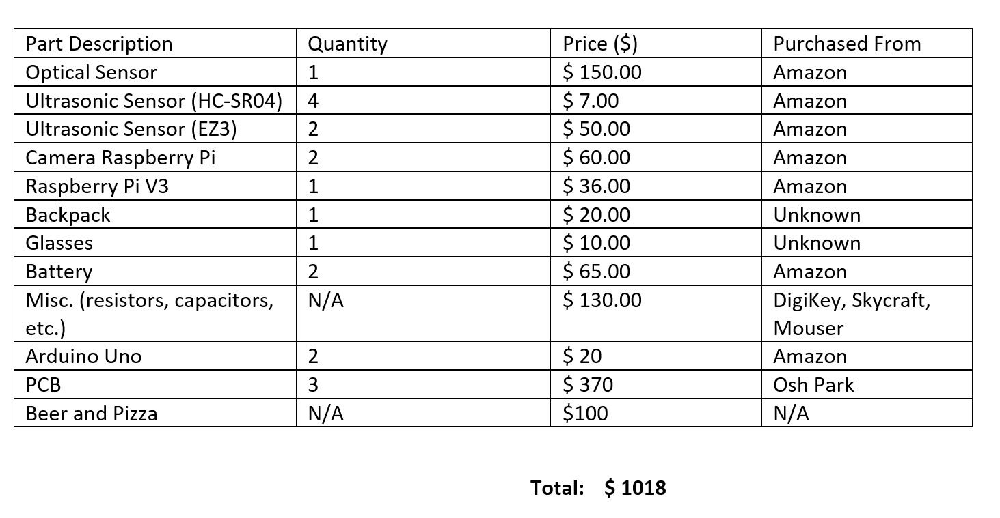 Part Description Quantity Price ($) Purchased From
Optical Sensor 1 $ 150.00 Amazon
Ultrasonic Sensor (HC-SR04) 4 $ 7.00 Amazon
Ultrasonic Sensor (EZ3) 2 $ 50.00 Amazon
Camera Raspberry Pi 2 $ 60.00 Amazon
Raspberry Pi V3 1 $ 36.00 Amazon
Backpack 1 $ 20.00 Unknown
Glasses 1 $ 10.00 Unknown
Battery 2 $ 65.00 Amazon
Misc. (resistors, capacitors, N/A $ 130.00 DigiKey, Skycraft,
etc.) Mouser
Arduino Uno 2 $ 20 Amazon
PCB 3 $ 370 Osh Park
Beer and Pizza N/A $100 N/A
Total: $ 1018